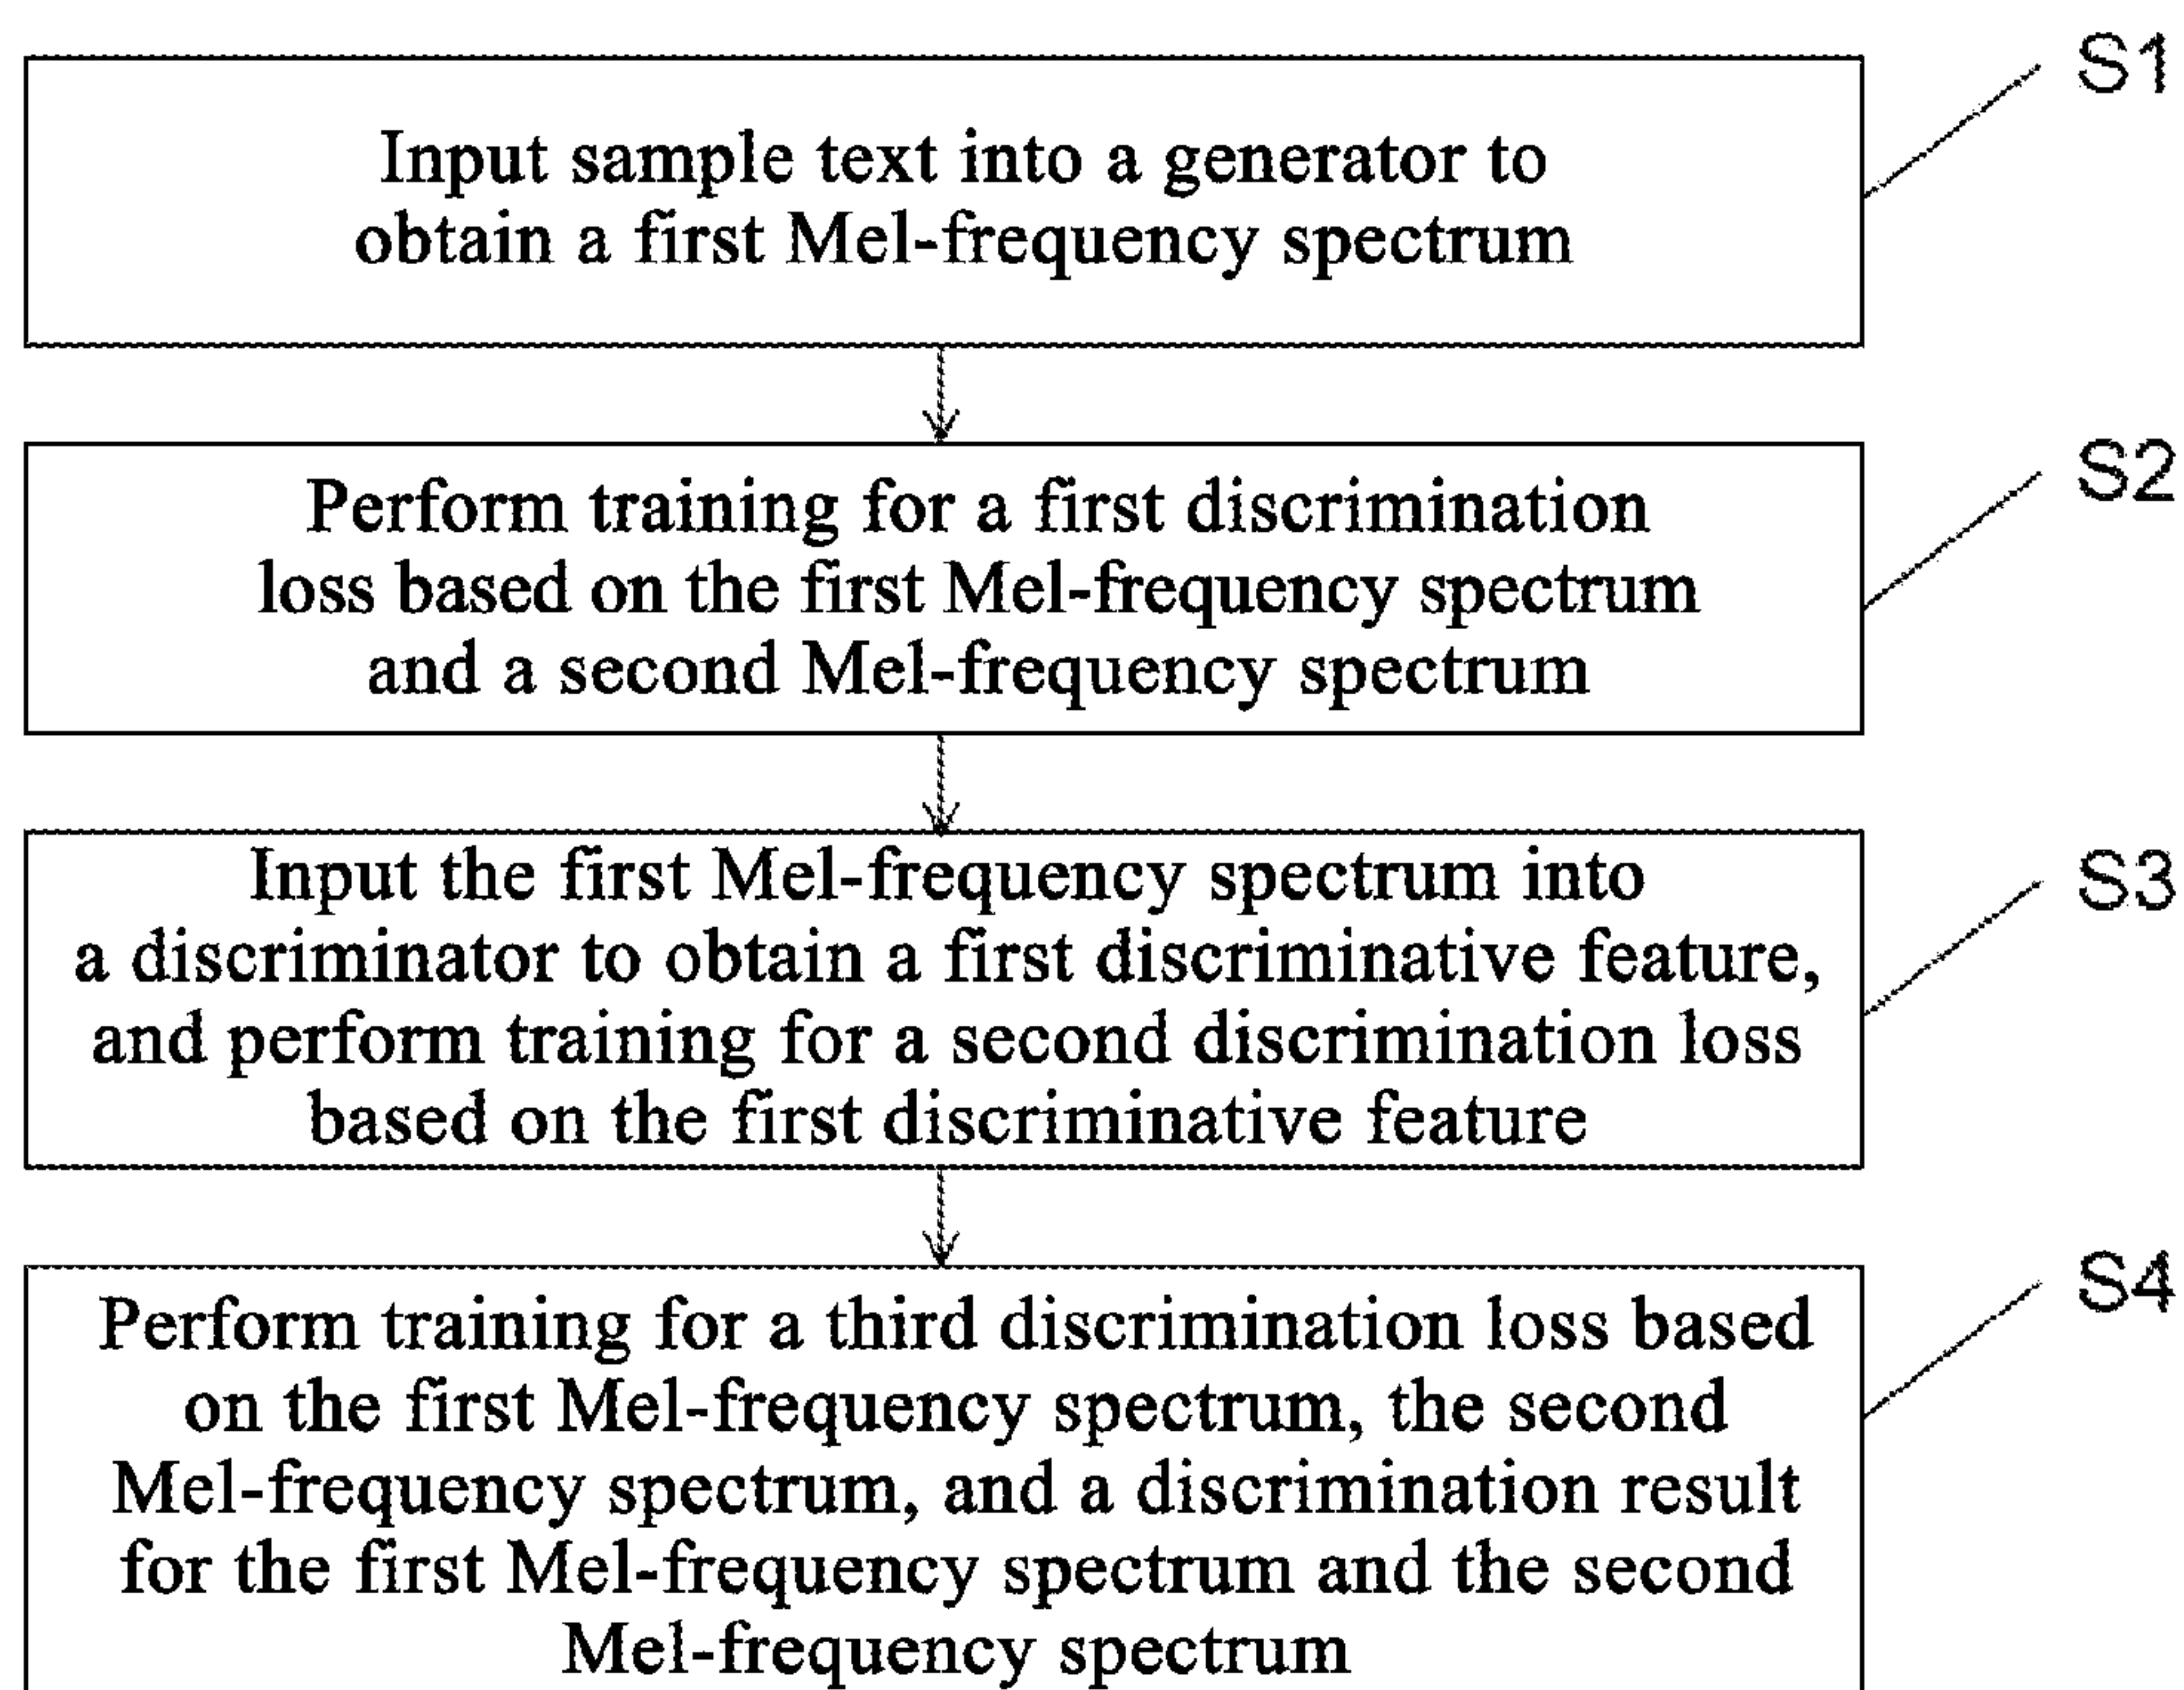 S1
Input sample text into a generator to
obtain a first Mel-frequency spectrum
S2
Perform training for a first discrimination
loss based on the first Mel-frequency spectrum
and a second Mel-frequency spectrum
S3
Input the first Mel-frequency spectrum into
a discriminator to obtain a first discriminative feature,
and perform training for a second discrimination loss
based on the first discriminative feature
S4
Perform training for a third discrimination loss based
on the first Mel-frequency spectrum, the second
Mel-frequency spectrum, and a discrimination result
for the first Mel-frequency spectrum and the second
Mel-frequency spectrum